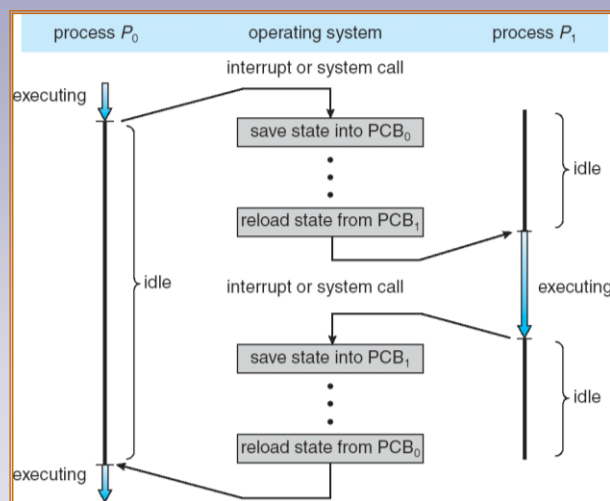 process P₀ operating system process P₁
interrupt or system call
executing
save state into PCB₀
idle
reload state from PCB₁
idle
interrupt or system call
executing
save state into PCB₁
idle
reload state from PCB₀
executing